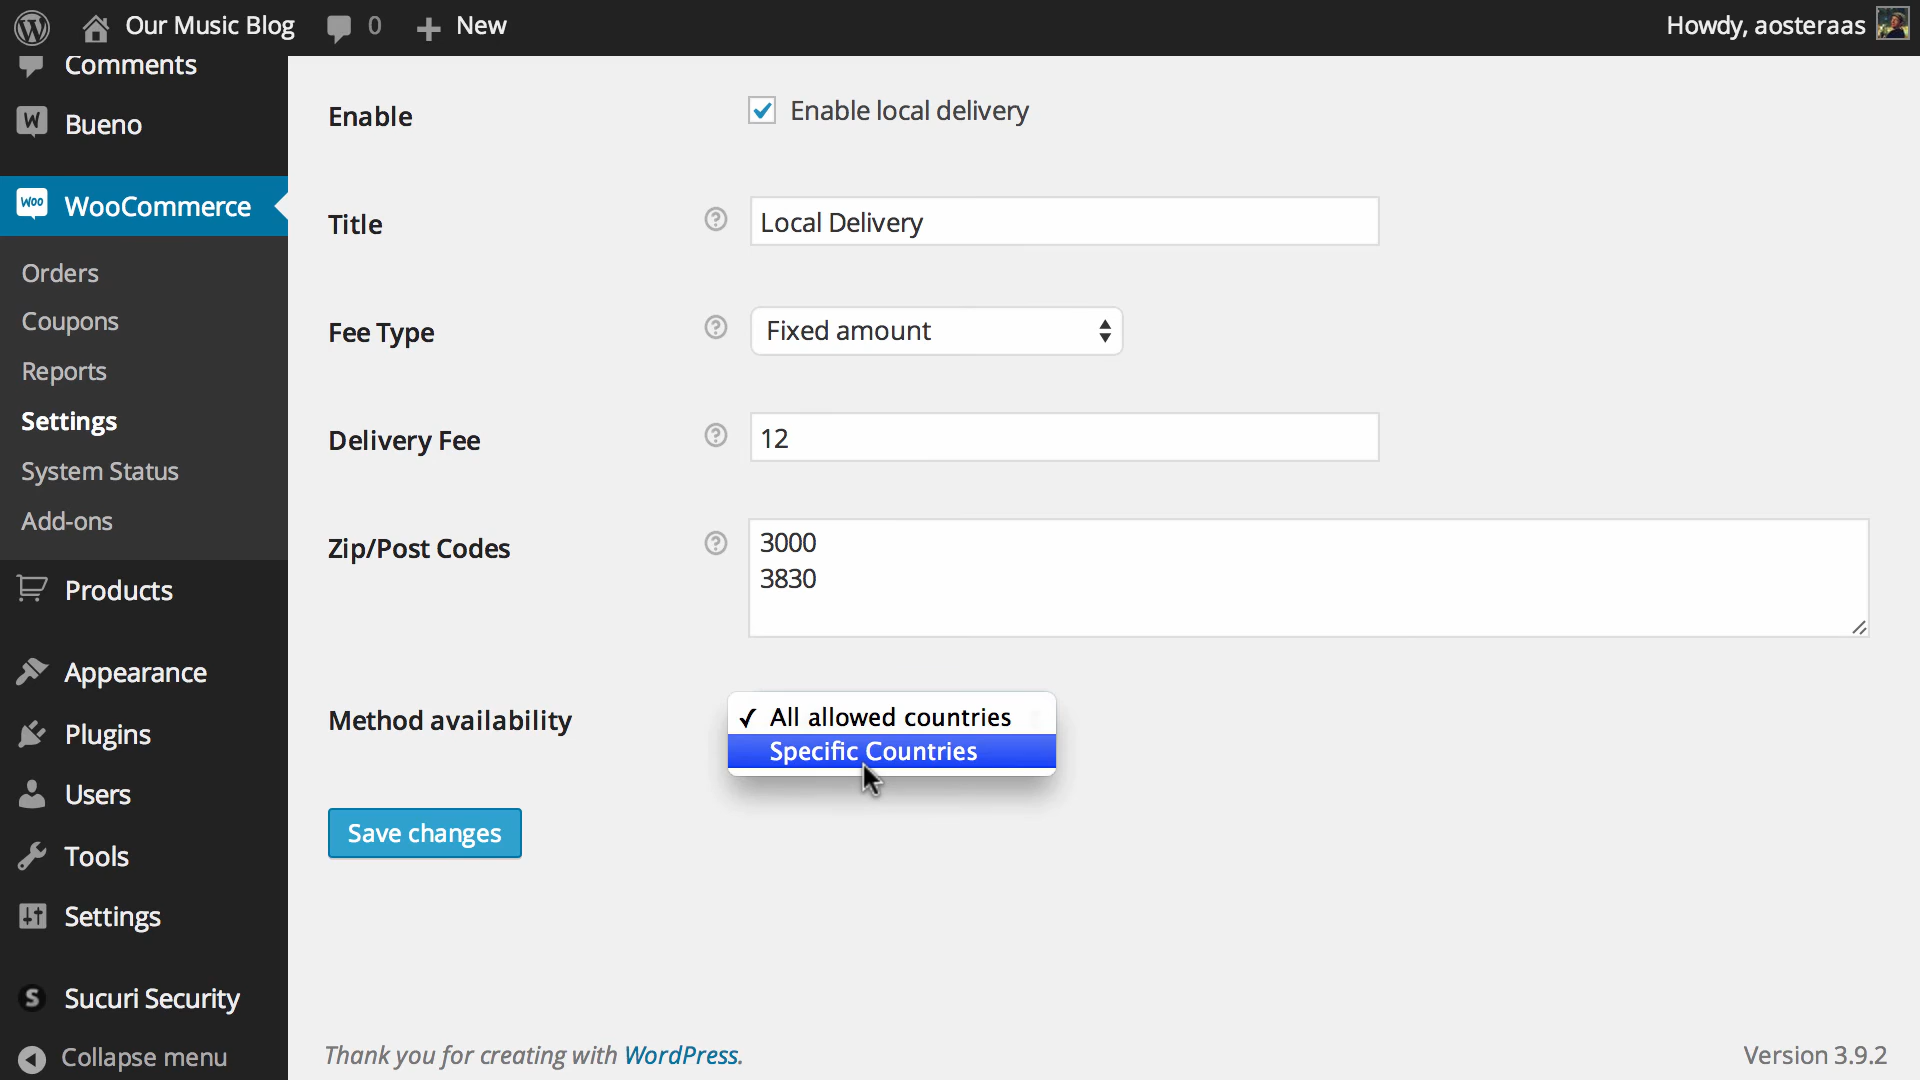 Our Music Blog 0 New Howdy, aosteraas
Comments
Bueno
WooCommerce
Orders
Coupons
Reports
Settings
System Status
Add-ons
Products
Appearance
Plugins
Users
Tools
Settings
Sucuri Security
Collapse menu
Enable Enable local delivery
Title ? Local Delivery
Fee Type ? Fixed amount
Delivery Fee ? 12
Zip/Post Codes ? 3000
3830
Method availability ✓ All allowed countries
Specific Countries
Save changes
Thank you for creating with WordPress. Version 3.9.2